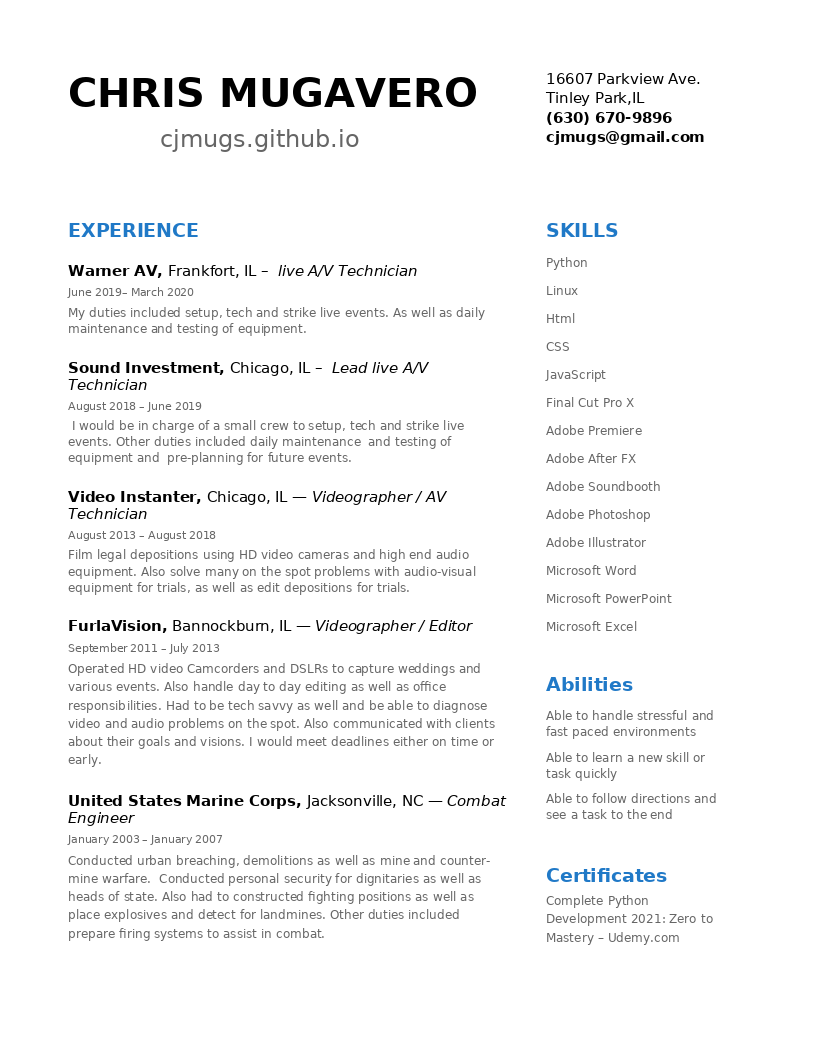 CHRIS MUGAVERO
cjmugs.github.io
16607 Parkview Ave.
Tinley Park,IL
(630) 670-9896
cjmugs@gmail.com
EXPERIENCE
Warner AV, Frankfort, IL – live A/V Technician
June 2019– March 2020
My duties included setup, tech and strike live events. As well as daily
maintenance and testing of equipment.
Sound Investment, Chicago, IL – Lead live A/V
Technician
August 2018 – June 2019
I would be in charge of a small crew to setup, tech and strike live
events. Other duties included daily maintenance and testing of
equipment and pre-planning for future events.
Video Instanter, Chicago, IL — Videographer / AV
Technician
August 2013 – August 2018
Film legal depositions using HD video cameras and high end audio
equipment. Also solve many on the spot problems with audio-visual
equipment for trials, as well as edit depositions for trials.
FurlaVision, Bannockburn, IL — Videographer / Editor
September 2011 – July 2013
Operated HD video Camcorders and DSLRs to capture weddings and
various events. Also handle day to day editing as well as office
responsibilities. Had to be tech savvy as well and be able to diagnose
video and audio problems on the spot. Also communicated with clients
about their goals and visions. I would meet deadlines either on time or
early.
United States Marine Corps, Jacksonville, NC — Combat
Engineer
January 2003 – January 2007
Conducted urban breaching, demolitions as well as mine and counter-
mine warfare. Conducted personal security for dignitaries as well as
heads of state. Also had to constructed fighting positions as well as
place explosives and detect for landmines. Other duties included
prepare firing systems to assist in combat.
SKILLS
Python
Linux
Html
CSS
JavaScript
Final Cut Pro X
Adobe Premiere
Adobe After FX
Adobe Soundbooth
Adobe Photoshop
Adobe Illustrator
Microsoft Word
Microsoft PowerPoint
Microsoft Excel
Abilities
Able to handle stressful and
fast paced environments
Able to learn a new skill or
task quickly
Able to follow directions and
see a task to the end
Certificates
Complete Python
Development 2021: Zero to
Mastery – Udemy.com